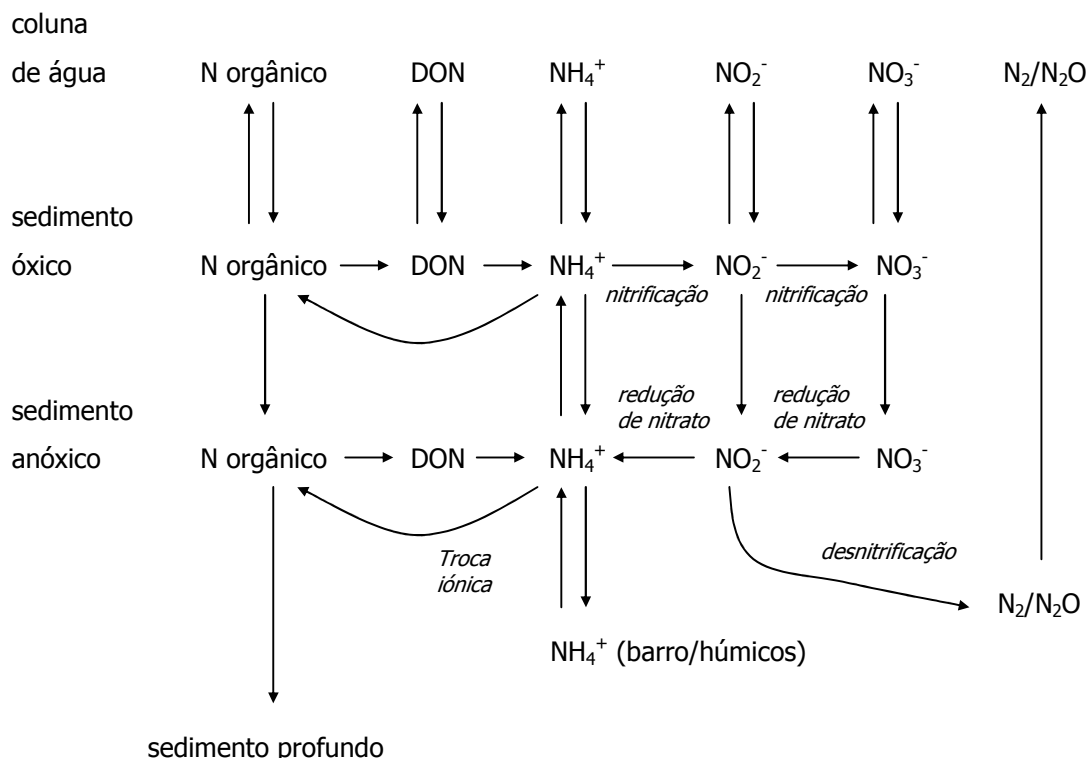 coluna
de água N orgânico DON NH₄⁺ NO₂⁻ NO₃⁻ N₂/N₂O
sedimento
óxico N orgânico DON NH₄⁺ NO₂⁻ NO₃⁻
nitrificação nitrificação
sedimento
anóxico N orgânico DON NH₄⁺ NO₂⁻ NO₃⁻
redução
de nitrato
redução
de nitrato
Troca
iónica
desnitrificação
N₂/N₂O
NH₄⁺ (barro/húmicos)
sedimento profundo